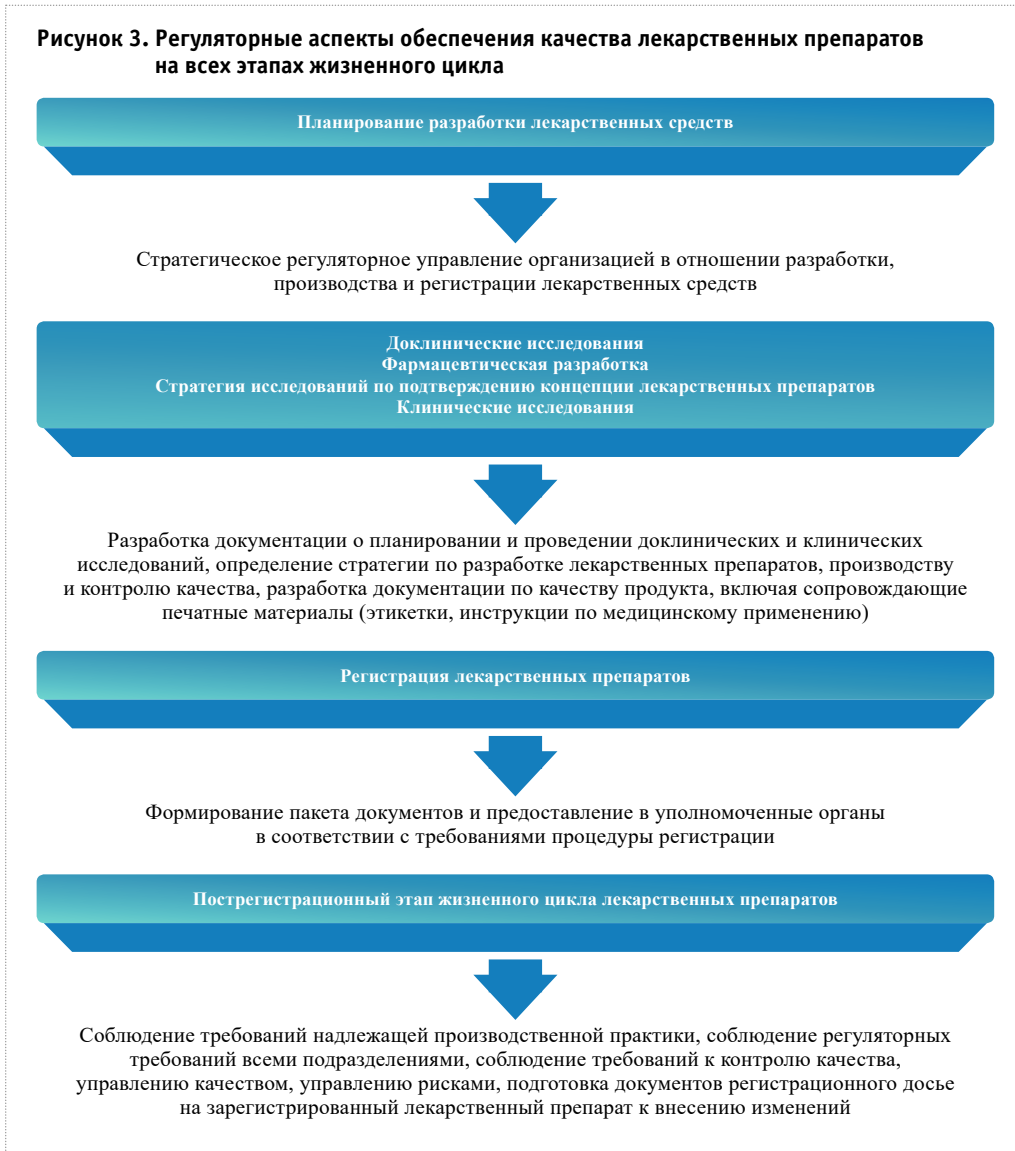 Рисунок 3. Регуляторные аспекты обеспечения качества лекарственных препаратов
на всех этапах жизненного цикла
Планирование разработки лекарственных средств
Стратегическое регуляторное управление организацией в отношении разработки,
производства и регистрации лекарственных средств
Доклинические исследования
Фармацевтическая разработка
Стратегия исследований по подтверждению концепции лекарственных препаратов
Клинические исследования
Разработка документации о планировании и проведении доклинических и клинических
исследований, определение стратегии по разработке лекарственных препаратов, производству
и контролю качества, разработка документации по качеству продукта, включая сопровождающие
печатные материалы (этикетки, инструкции по медицинскому применению)
Регистрация лекарственных препаратов
Формирование пакета документов и предоставление в уполномоченные органы
в соответствии с требованиями процедуры регистрации
Пострегистрационный этап жизненного цикла лекарственных препаратов
Соблюдение требований надлежащей производственной практики, соблюдение регуляторных
требований всеми подразделениями, соблюдение требований к контролю качества,
управлению качеством, управлению рисками, подготовка документов регистрационного досье
на зарегистрированный лекарственный препарат к внесению изменений